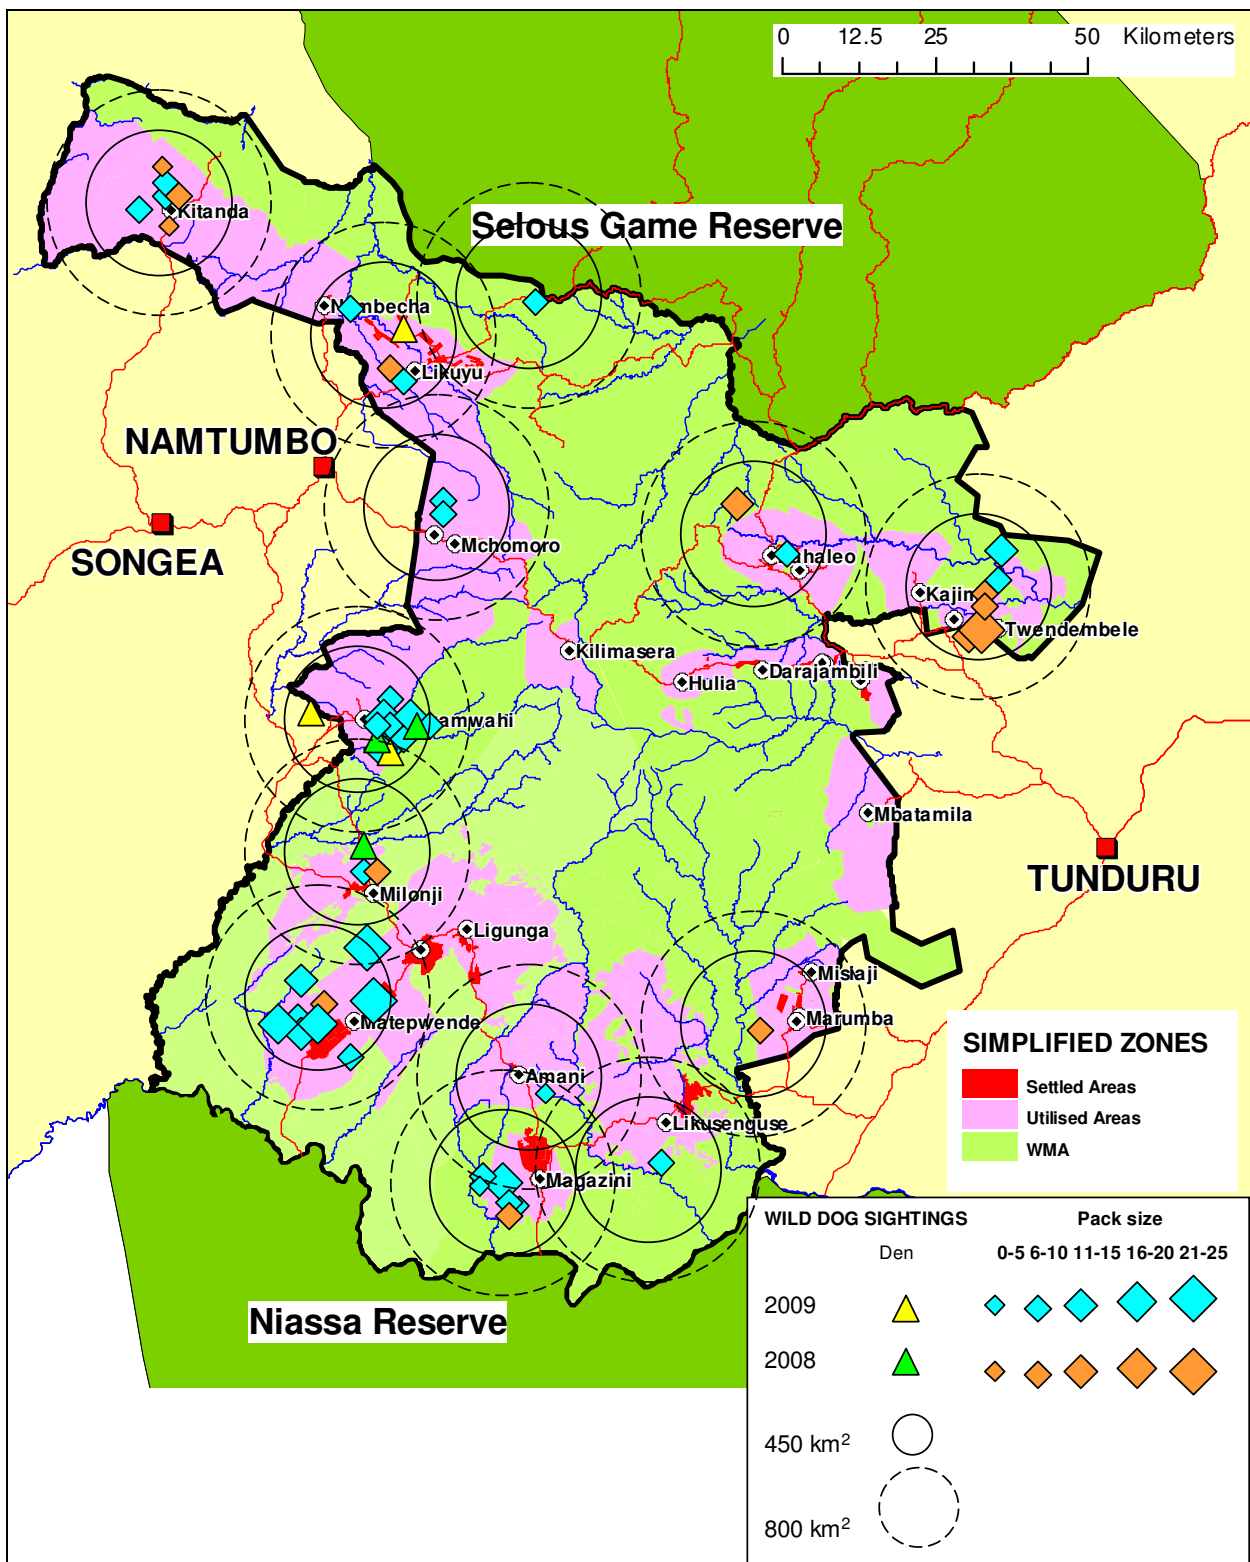 0 12.5 25 50 Kilometers
Kitanda
Selous Game Reserve
Likuyu
NAMTUMBO
SONGEA
Mchomoro
Twendembele
Kilimasera
Darajambili
Hulia
Mbatamila
TUNDURU
Milonji
Ligunga
Mislaji
Matepwende
Marumba
Amani
Likusenguse
Magazini
Niassa Reserve
SIMPLIFIED ZONES
Settled Areas
Utilised Areas
WMA
WILD DOG SIGHTINGS Pack size
Den 0-5 6-10 11-15 16-20 21-25
2009
2008
450 km²
800 km²